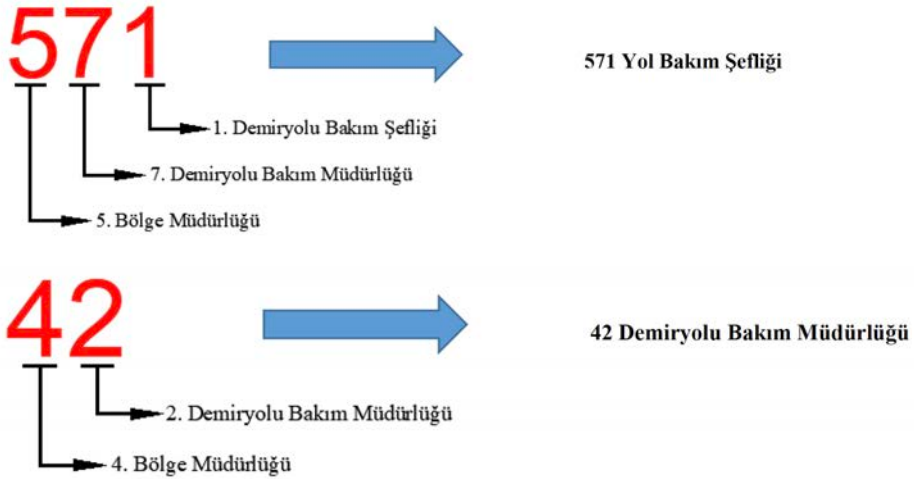 571
571 Yol Bakım Şefliği
1. Demiryolu Bakım Şefliği
7. Demiryolu Bakım Müdürlüğü
5. Bölge Müdürlüğü
42
42 Demiryolu Bakım Müdürlüğü
2. Demiryolu Bakım Müdürlüğü
4. Bölge Müdürlüğü